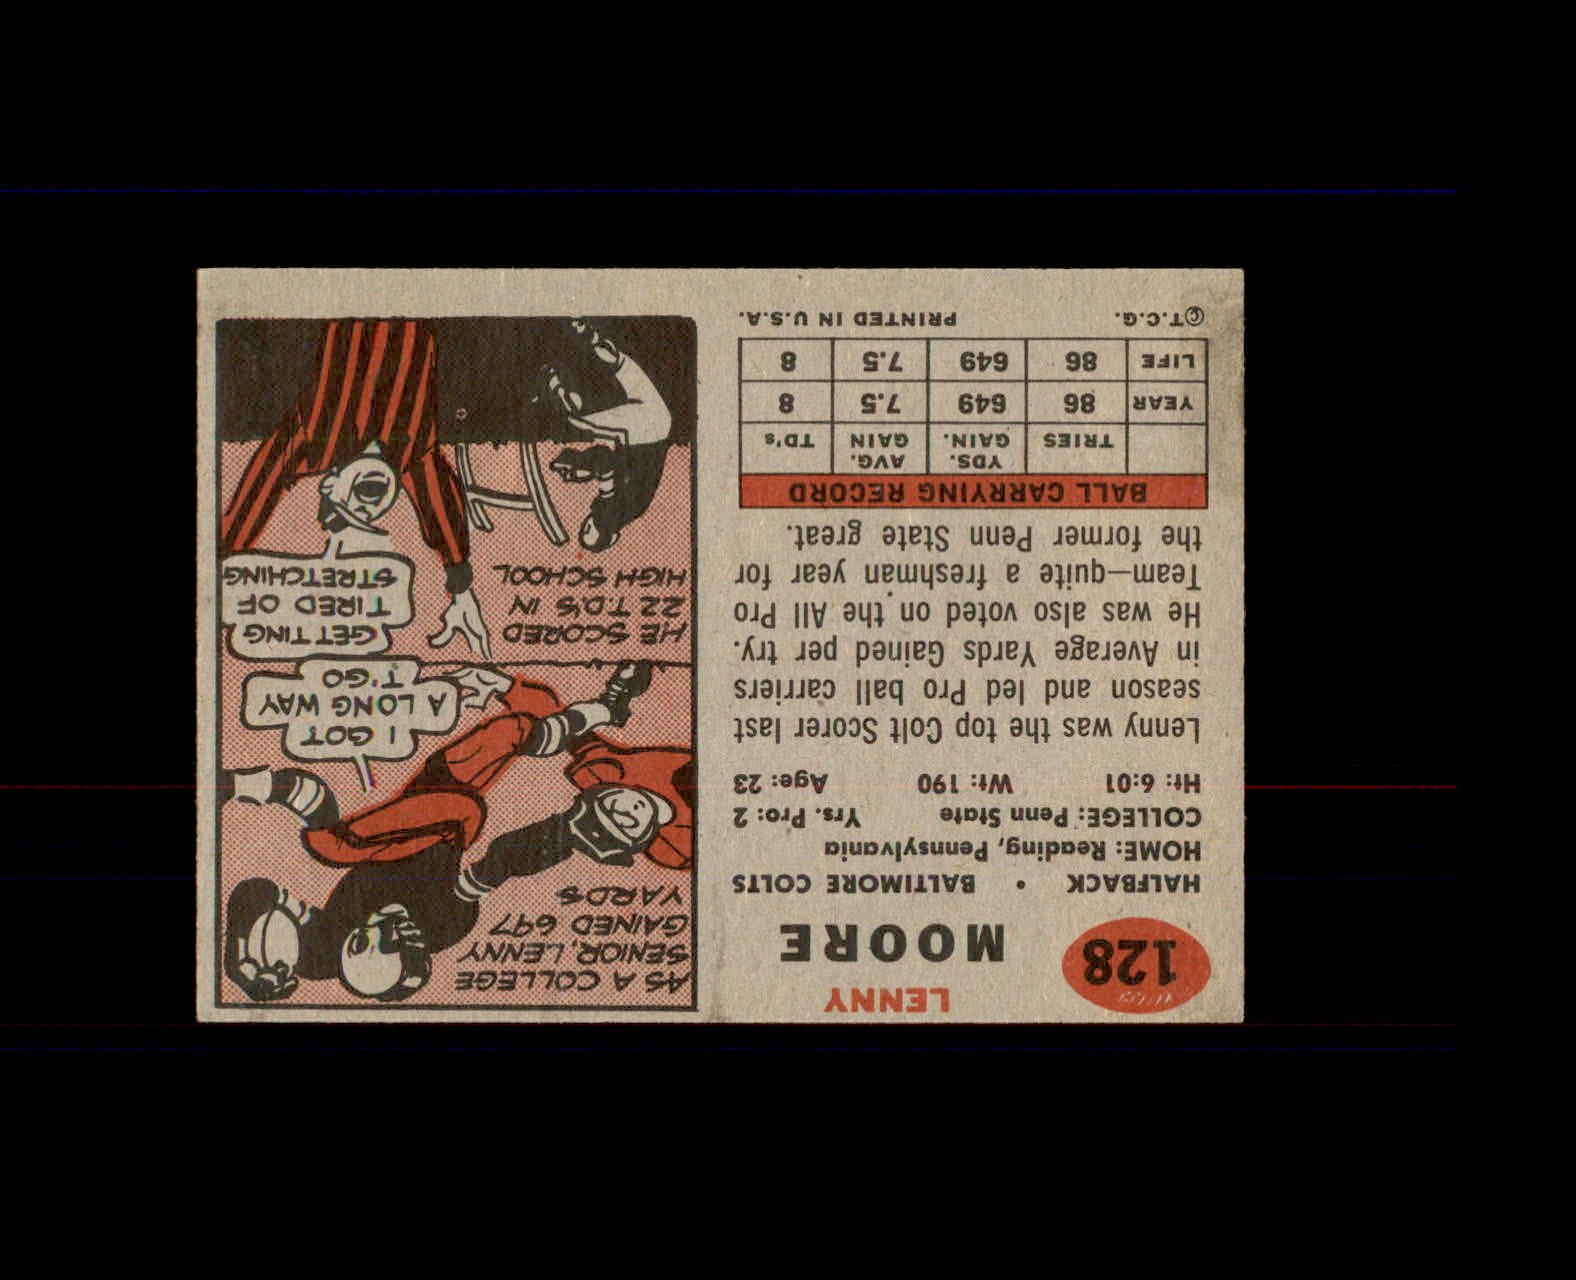 128
LENNY
MOORE
HALFBACK • BALTIMORE COLTS
HOME: Reading, Pennsylvania
COLLEGE: Penn State Yrs. Pro: 2
Ht: 6:01 Wt: 190 Age: 23
Lenny was the top Colt Scorer last
season and led Pro ball carriers
in Average Yards Gained per try.
He was also voted on the All Pro
Team—quite a freshman year for
the former Penn State great.
BALL CARRYING RECORD
TRIES YDS. GAIN. AVG. GAIN TD's
YEAR 86 649 7.5 8
LIFE 86 649 7.5 8
©T.C.G. PRINTED IN U.S.A.
AS A COLLEGE
SENIOR, LENNY
GAINED 697
YARDS
I GOT
A LONG WAY
T'GO
HE SCORED
22 T.D.'S IN
HIGH SCHOOL
GETTING
TIRED OF
STRETCHING